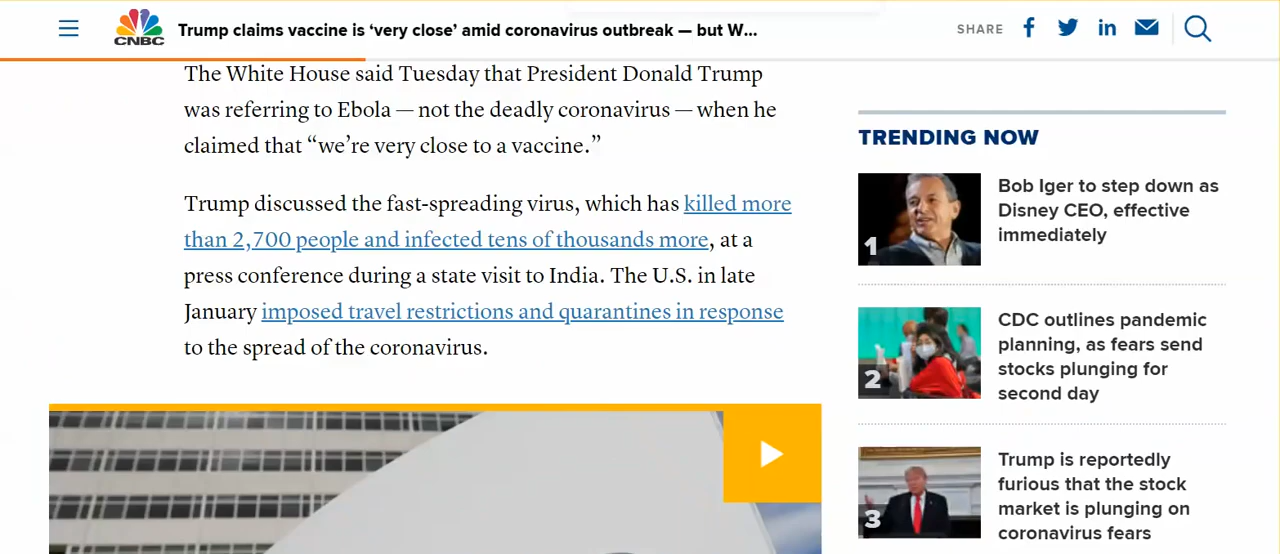 CNBC
Trump claims vaccine is ‘very close’ amid coronavirus outbreak — but W...
SHARE
The White House said Tuesday that President Donald Trump
was referring to Ebola — not the deadly coronavirus — when he
claimed that “we’re very close to a vaccine.”
Trump discussed the fast-spreading virus, which has killed more
than 2,700 people and infected tens of thousands more, at a
press conference during a state visit to India. The U.S. in late
January imposed travel restrictions and quarantines in response
to the spread of the coronavirus.
TRENDING NOW
1
Bob Iger to step down as
Disney CEO, effective
immediately
2
CDC outlines pandemic
planning, as fears send
stocks plunging for
second day
3
Trump is reportedly
furious that the stock
market is plunging on
coronavirus fears